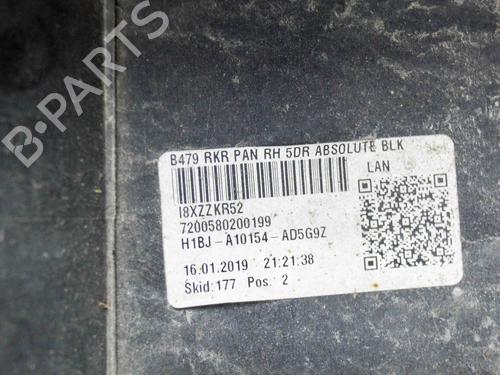 B-PARTS
B479 RKR PAN RH 5DR ABSOLUTE BLK
LAN
I8XZZKR52
7200580200199
H1BJ-A10154-AD5G9Z
16.01.2019 21:21:38
Skid:177 Pos.: 2